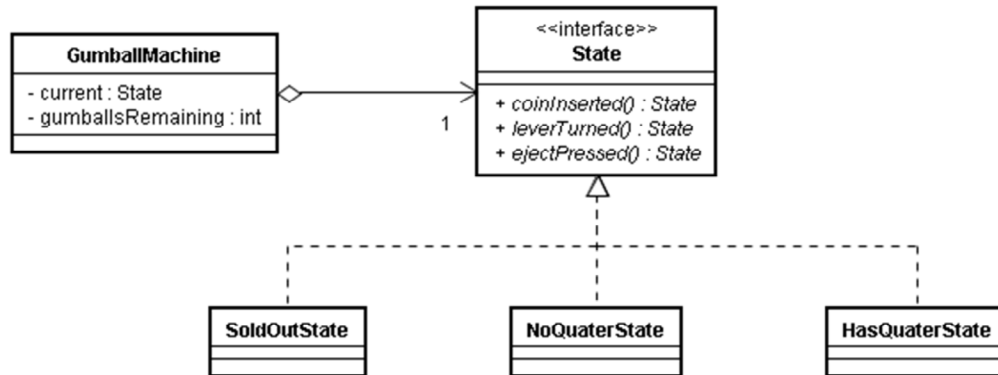 GumballMachine
- current : State
- gumballsRemaining : int
1
<<interface>>
State
+ coinInserted() : State
+ leverTurned() : State
+ ejectPressed() : State
SoldOutState
NoQuaterState
HasQuaterState